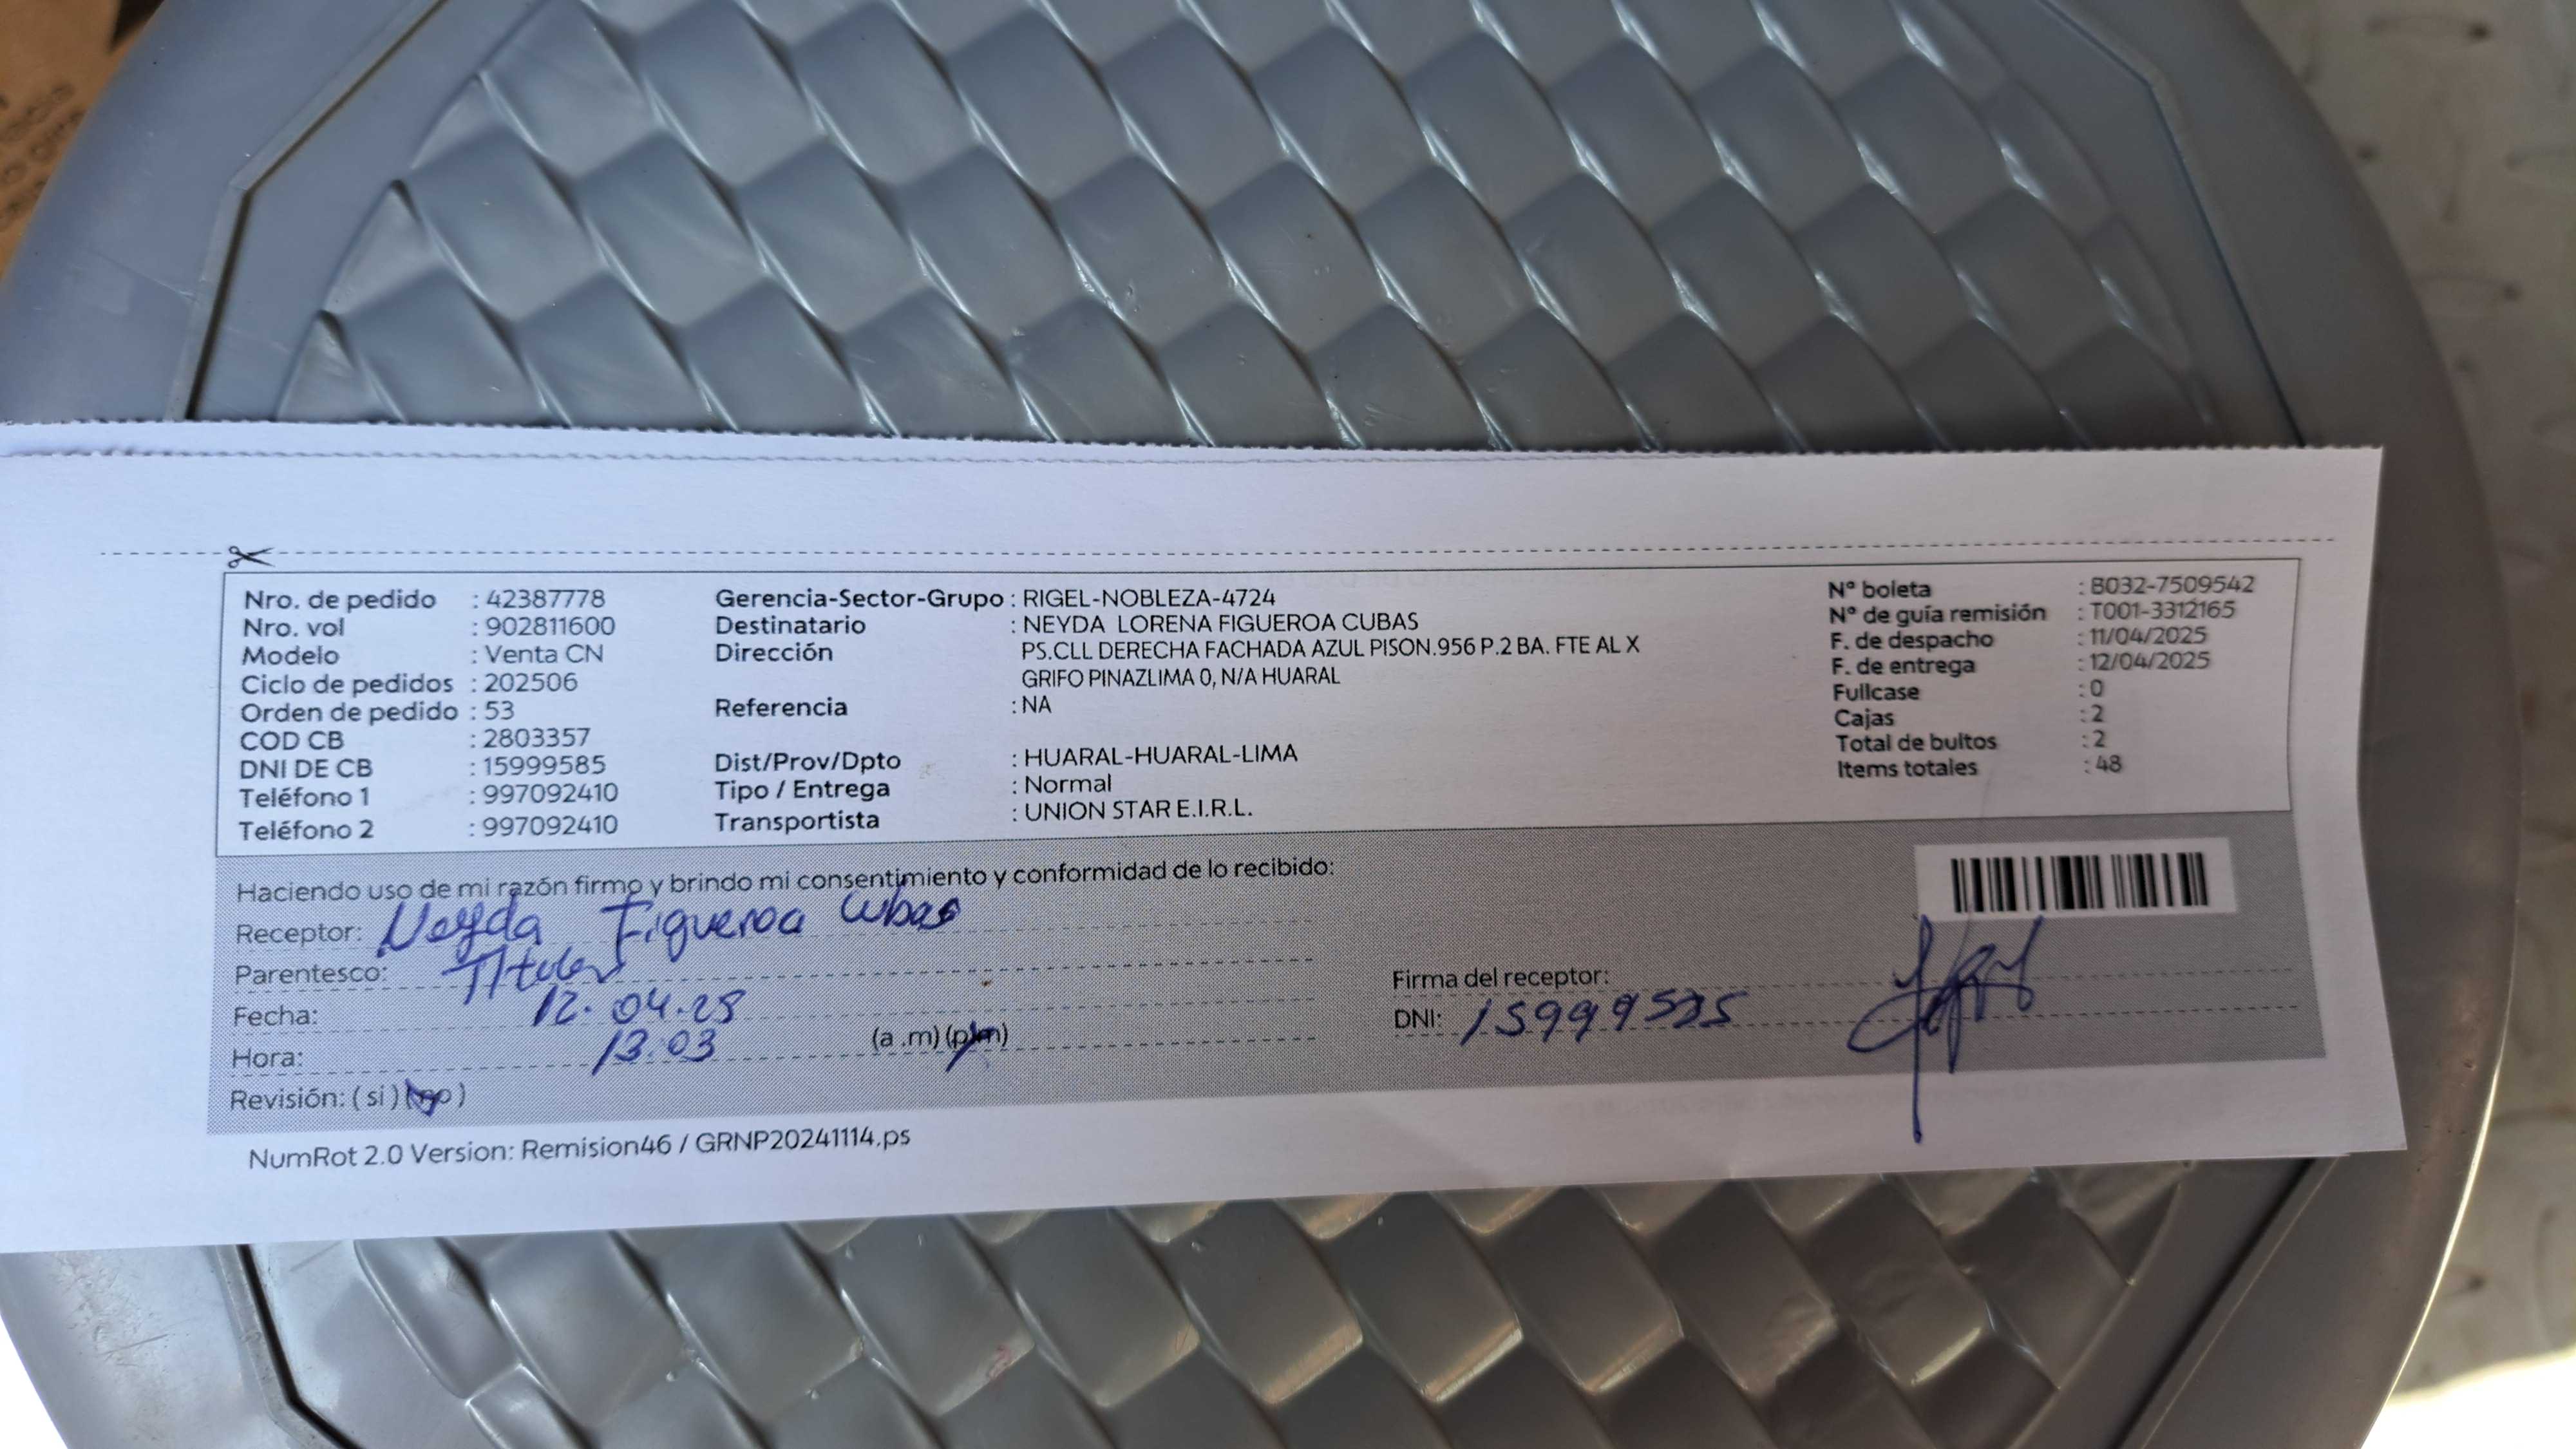 Nro. de pedido : 42387778
Nro. vol : 902811600
Modelo : Venta CN
Ciclo de pedidos : 202506
Orden de pedido : 53
COD CB : 2803357
DNI DE CB : 15999585
Teléfono 1 : 997092410
Teléfono 2 : 997092410
Gerencia-Sector-Grupo : RIGEL-NOBLEZA-4724
Destinatario : NEYDA LORENA FIGUEROA CUBAS
Dirección PS.CLL DERECHA FACHADA AZUL PISON.956 P.2 BA. FTE AL X
GRIFO PINAZLIMA 0, N/A HUARAL
Referencia : NA
Dist/Prov/Dpto : HUARAL-HUARAL-LIMA
Tipo / Entrega : Normal
Transportista : UNION STAR E.I.R.L.
N° boleta : B032-7509542
N° de guía remisión : T001-3312165
F. de despacho : 11/04/2025
F. de entrega : 12/04/2025
Fullcase : 0
Cajas : 2
Total de bultos : 2
Items totales : 48
Haciendo uso de mi razón firmo y brindo mi consentimiento y conformidad de lo recibido:
Receptor: Neyda Figueroa Cubas
Parentesco: Titular
Fecha: 12.04.25
Hora: 13.03 (a .m) (p.m)
Revisión: ( si ) ( no )
Firma del receptor:
DNI: 15999585
NumRot 2.0 Version: Remision46 / GRNP20241114.ps